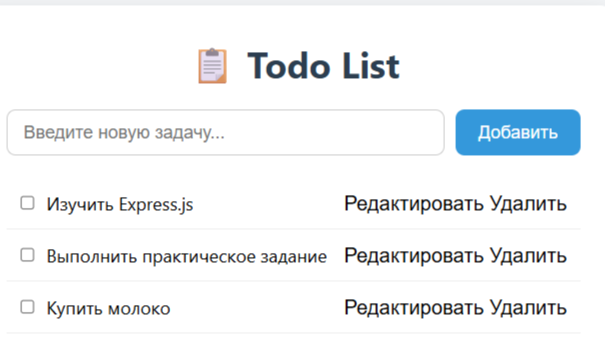 Todo List
Введите новую задачу...
Добавить
Изучить Express.js
Редактировать Удалить
Выполнить практическое задание
Редактировать Удалить
Купить молоко
Редактировать Удалить